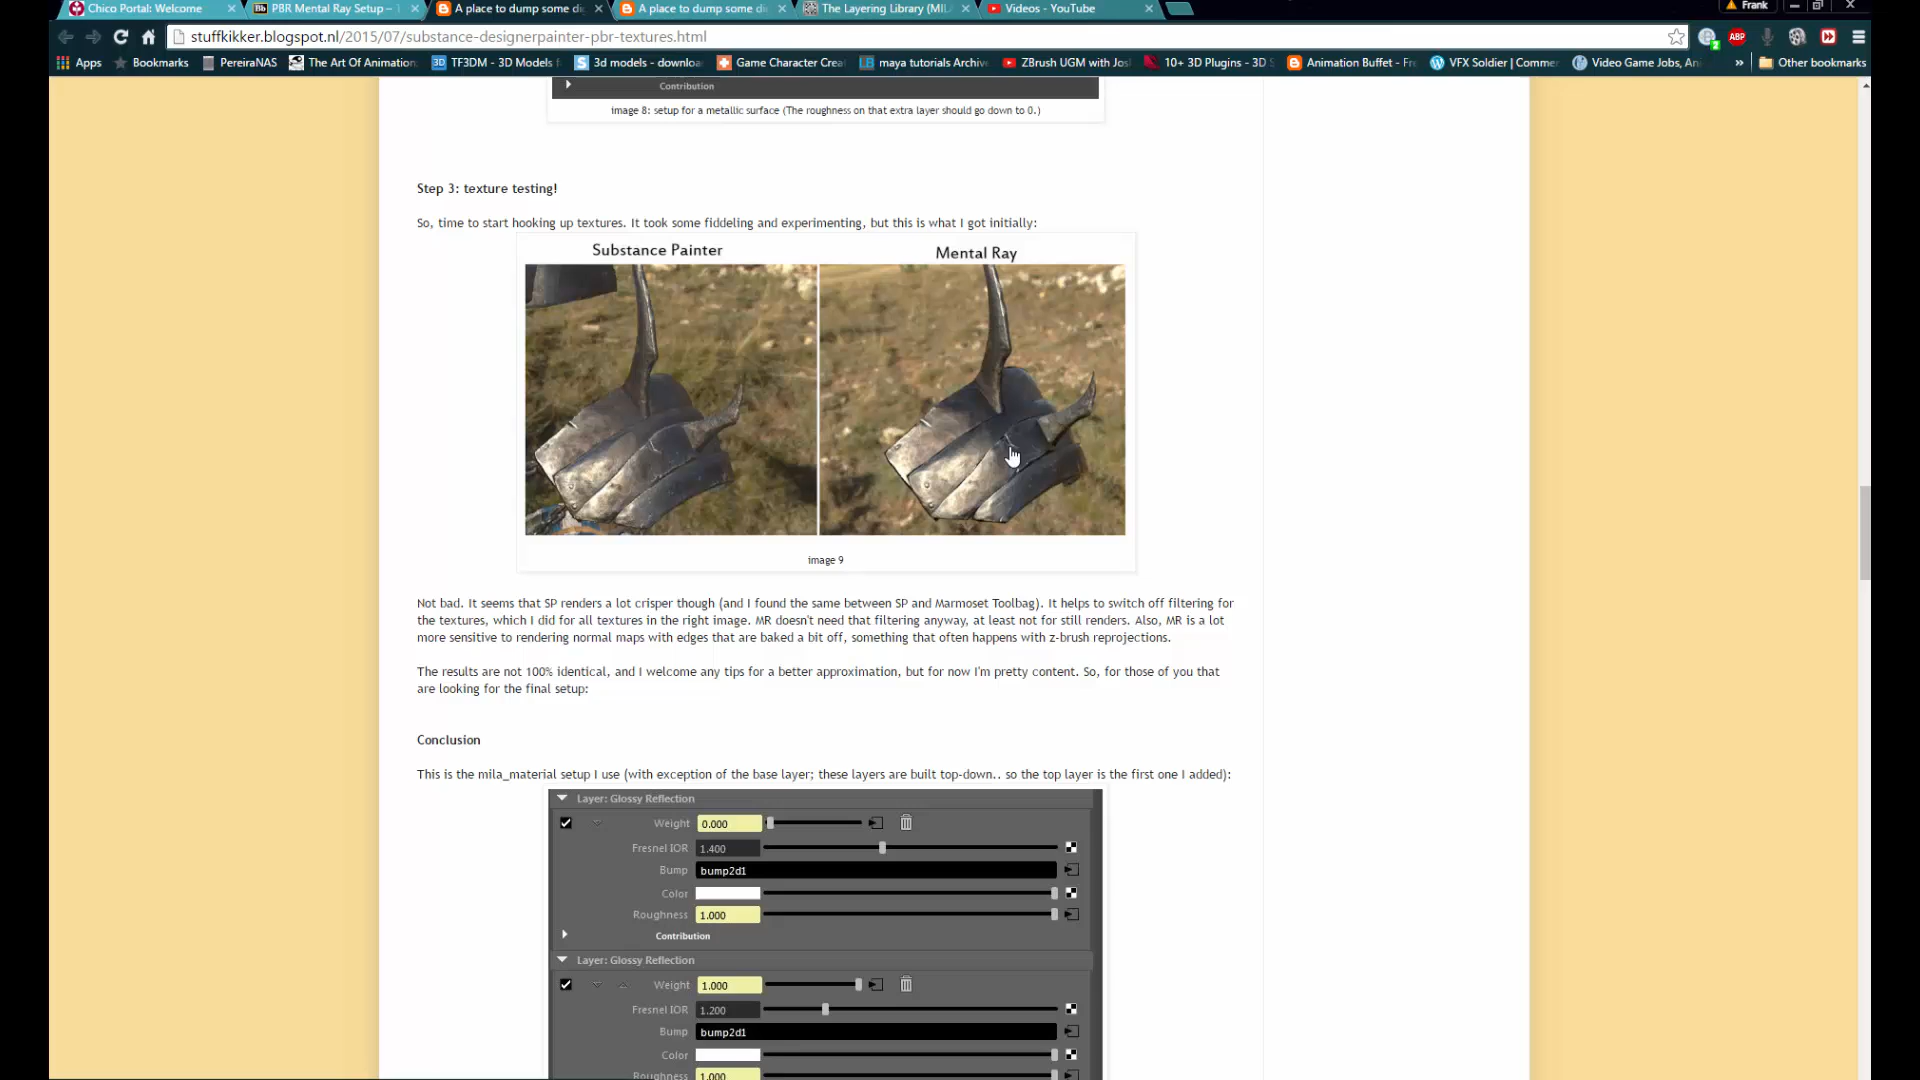 Chico Portal: Welcome
PBR Mental Ray Setup –
A place to dump some di
A place to dump some di
The Layering Library (MIL
Videos - YouTube
Frank
stuffkikker.blogspot.nl/2015/07/substance-designerpainter-pbr-textures.html
Apps
Bookmarks
PereiraNAS
The Art Of Animation
TF3DM - 3D Models f
3d models - downloa
Game Character Crea
maya tutorials Archiv
ZBrush UGM with Jos
10+ 3D Plugins - 3D S
Animation Buffet - Fr
VFX Soldier | Comme
Video Game Jobs, An
»
Other bookmarks
Contribution
image 8: setup for a metallic surface (The roughness on that extra layer should go down to 0.)
Step 3: texture testing!
So, time to start hooking up textures. It took some fiddeling and experimenting, but this is what I got initially:
Substance Painter
Mental Ray
image 9
Not bad. It seems that SP renders a lot crisper though (and I found the same between SP and Marmoset Toolbag). It helps to switch off filtering for
the textures, which I did for all textures in the right image. MR doesn't need that filtering anyway, at least not for still renders. Also, MR is a lot
more sensitive to rendering normal maps with edges that are baked a bit off, something that often happens with z-brush reprojections.
The results are not 100% identical, and I welcome any tips for a better approximation, but for now I'm pretty content. So, for those of you that
are looking for the final setup:
Conclusion
This is the mila_material setup I use (with exception of the base layer; these layers are built top-down.. so the top layer is the first one I added):
Layer: Glossy Reflection
Weight 0.000
Fresnel IOR 1.400
Bump bump2d1
Color
Roughness 1.000
Contribution
Layer: Glossy Reflection
Weight 1.000
Fresnel IOR 1.200
Bump bump2d1
Color
Roughness 1.000